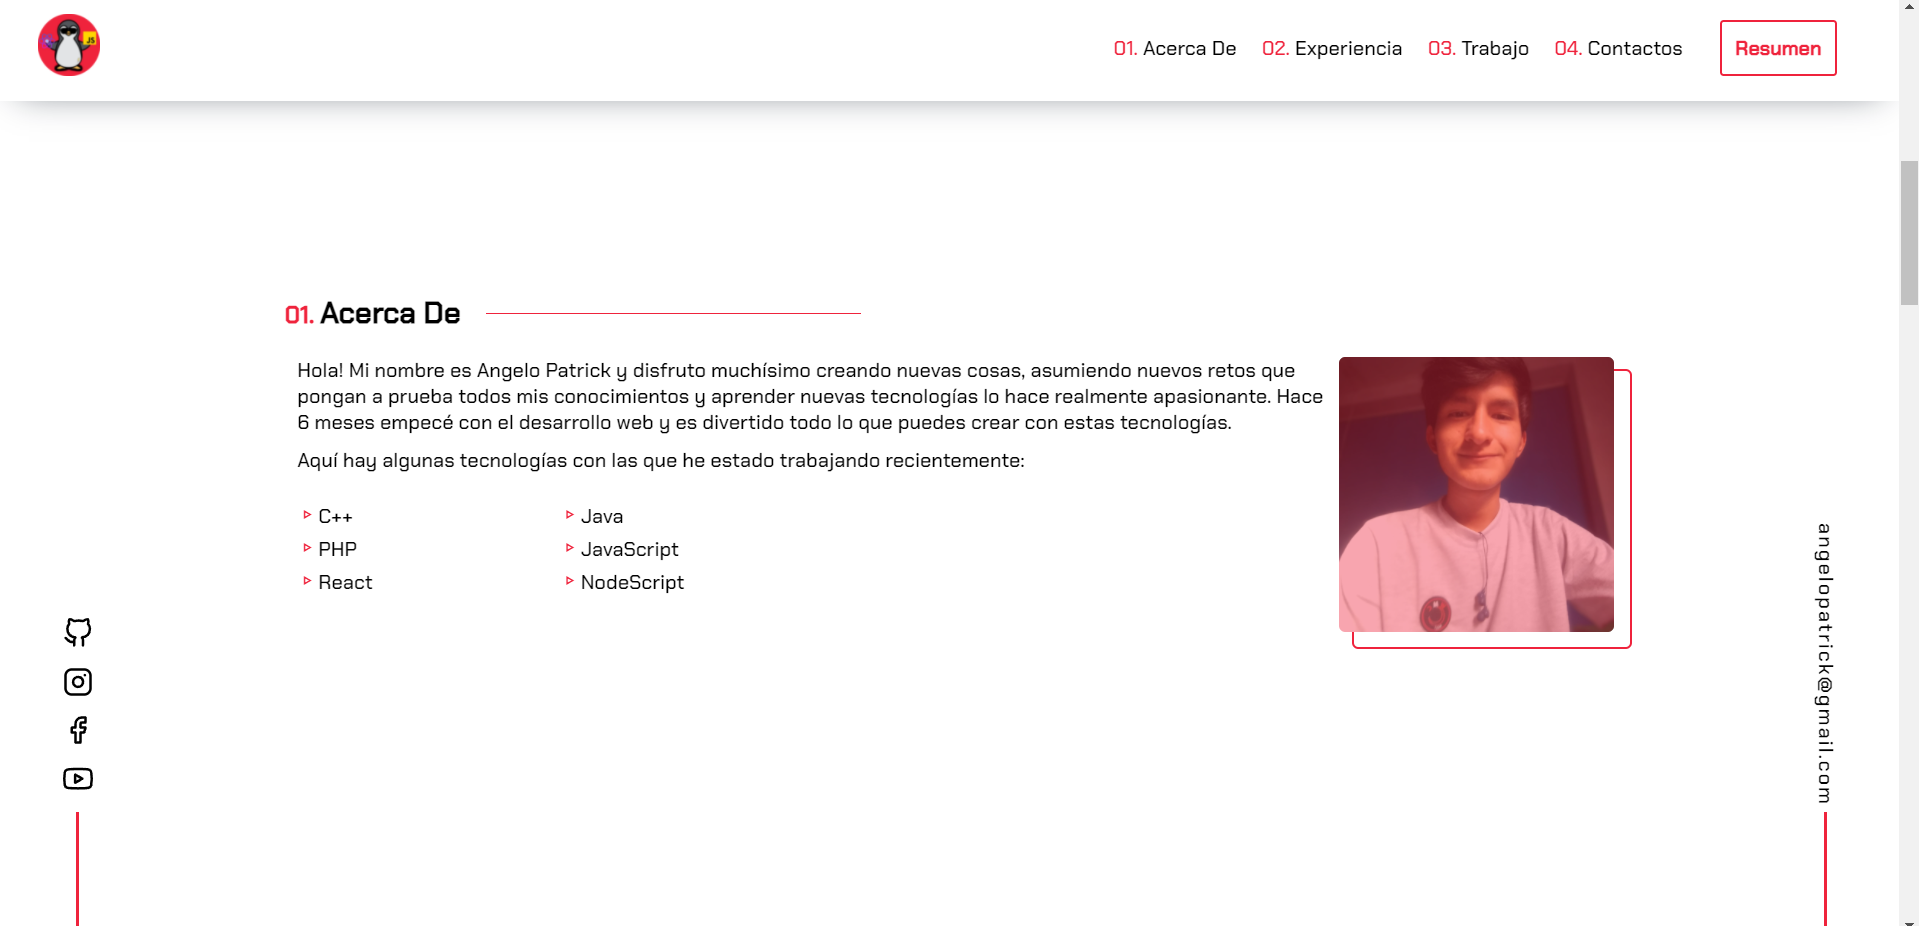 JS
01. Acerca De 02. Experiencia 03. Trabajo 04. Contactos Resumen
01. Acerca De
Hola! Mi nombre es Angelo Patrick y disfruto muchísimo creando nuevas cosas, asumiendo nuevos retos que
pongan a prueba todos mis conocimientos y aprender nuevas tecnologías lo hace realmente apasionante. Hace
6 meses empecé con el desarrollo web y es divertido todo lo que puedes crear con estas tecnologías.
Aquí hay algunas tecnologías con las que he estado trabajando recientemente:
C++
Java
PHP
JavaScript
React
NodeScript
angelopatrick@gmail.com